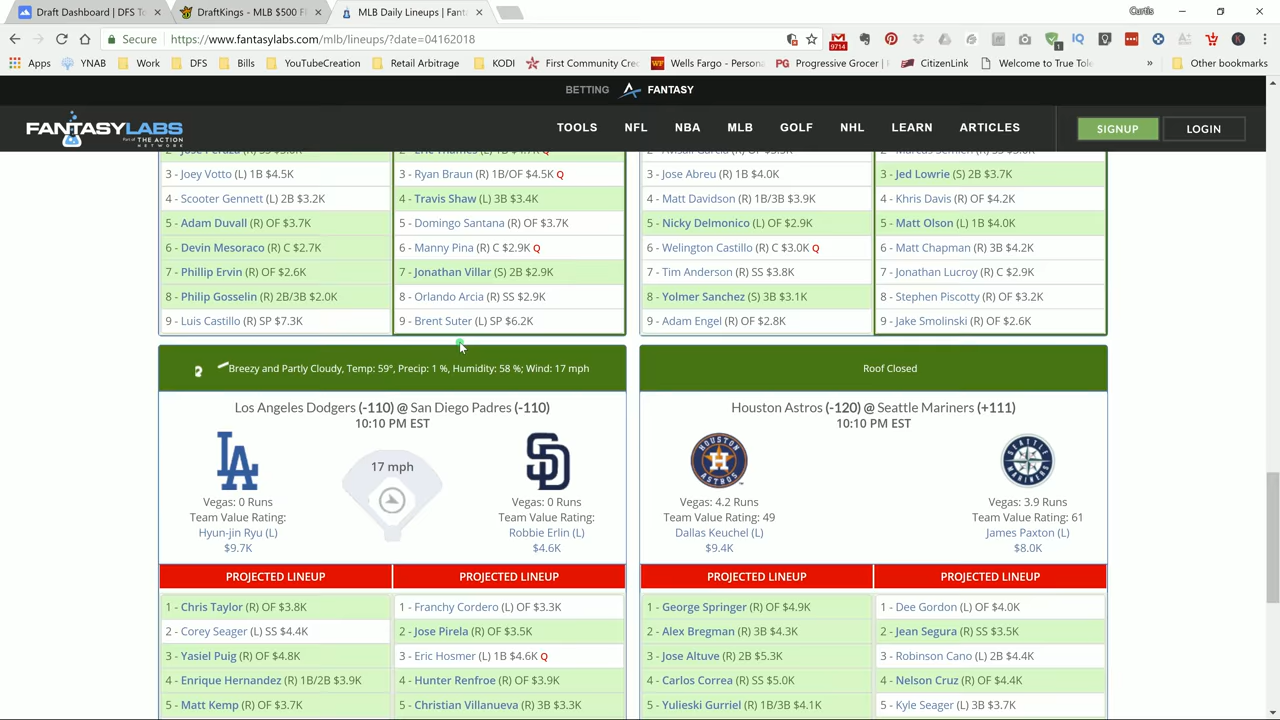 Draft Dashboard | DFS To
DraftKings - MLB $500 F
MLB Daily Lineups | Fant
Curtis
Secure
https://www.fantasylabs.com/mlb/lineups/?date=04162018
9714
Apps
YNAB
Work
DFS
Bills
YouTubeCreation
Retail Arbitrage
KODI
First Community Cre
Wells Fargo - Persona
Progressive Grocer |
CitizenLink
Welcome to True Tole
»
Other bookmarks
BETTING
FANTASY
FANTASYLABS
Part of THE ACTION NETWORK
TOOLS
NFL
NBA
MLB
GOLF
NHL
LEARN
ARTICLES
SIGNUP
LOGIN
3 - Joey Votto (L) 1B $4.5K
4 - Scooter Gennett (L) 2B $3.2K
5 - Adam Duvall (R) OF $3.7K
6 - Devin Mesoraco (R) C $2.7K
7 - Phillip Ervin (R) OF $2.6K
8 - Philip Gosselin (R) 2B/3B $2.0K
9 - Luis Castillo (R) SP $7.3K
3 - Ryan Braun (R) 1B/OF $4.5K Q
4 - Travis Shaw (L) 3B $3.4K
5 - Domingo Santana (R) OF $3.7K
6 - Manny Pina (R) C $2.9K Q
7 - Jonathan Villar (S) 2B $2.9K
8 - Orlando Arcia (R) SS $2.9K
9 - Brent Suter (L) SP $6.2K
3 - Jose Abreu (R) 1B $4.0K
4 - Matt Davidson (R) 1B/3B $3.9K
5 - Nicky Delmonico (L) OF $2.9K
6 - Welington Castillo (R) C $3.0K Q
7 - Tim Anderson (R) SS $3.8K
8 - Yolmer Sanchez (S) 3B $3.1K
9 - Adam Engel (R) OF $2.8K
3 - Jed Lowrie (S) 2B $3.7K
4 - Khris Davis (R) OF $4.2K
5 - Matt Olson (L) 1B $4.0K
6 - Matt Chapman (R) 3B $4.2K
7 - Jonathan Lucroy (R) C $2.9K
8 - Stephen Piscotty (R) OF $3.2K
9 - Jake Smolinski (R) OF $2.6K
Breezy and Partly Cloudy, Temp: 59°, Precip: 1 %, Humidity: 58 %; Wind: 17 mph
Los Angeles Dodgers (-110) @ San Diego Padres (-110)
10:10 PM EST
17 mph
Vegas: 0 Runs
Team Value Rating:
Hyun-jin Ryu (L)
$9.7K
Vegas: 0 Runs
Team Value Rating:
Robbie Erlin (L)
$4.6K
PROJECTED LINEUP
1 - Chris Taylor (R) OF $3.8K
2 - Corey Seager (L) SS $4.4K
3 - Yasiel Puig (R) OF $4.8K
4 - Enrique Hernandez (R) 1B/2B $3.9K
5 - Matt Kemp (R) OF $3.7K
PROJECTED LINEUP
1 - Franchy Cordero (L) OF $3.3K
2 - Jose Pirela (R) OF $3.5K
3 - Eric Hosmer (L) 1B $4.6K Q
4 - Hunter Renfroe (R) OF $3.9K
5 - Christian Villanueva (R) 3B $3.3K
Roof Closed
Houston Astros (-120) @ Seattle Mariners (+111)
10:10 PM EST
HOUSTON ASTROS
Vegas: 4.2 Runs
Team Value Rating: 49
Dallas Keuchel (L)
$9.4K
Vegas: 3.9 Runs
Team Value Rating: 61
James Paxton (L)
$8.0K
PROJECTED LINEUP
1 - George Springer (R) OF $4.9K
2 - Alex Bregman (R) 3B $4.3K
3 - Jose Altuve (R) 2B $5.3K
4 - Carlos Correa (R) SS $5.0K
5 - Yulieski Gurriel (R) 1B/3B $4.1K
PROJECTED LINEUP
1 - Dee Gordon (L) OF $4.0K
2 - Jean Segura (R) SS $3.5K
3 - Robinson Cano (L) 2B $4.4K
4 - Nelson Cruz (R) OF $4.4K
5 - Kyle Seager (L) 3B $3.7K